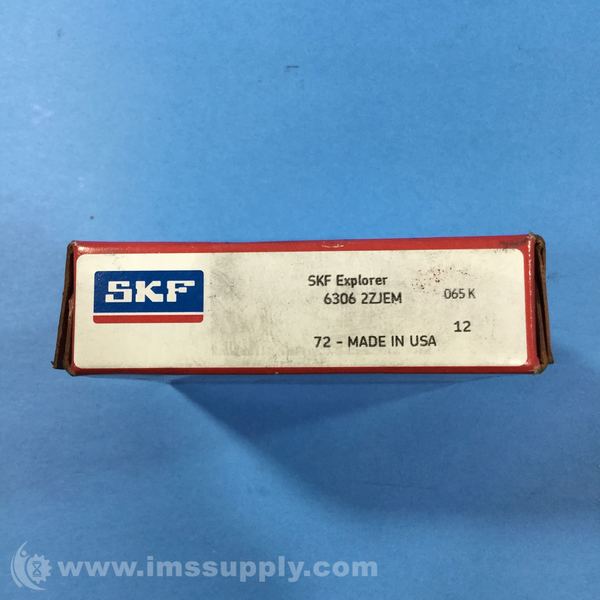 SKF
SKF Explorer
6306 2ZJEM 065 K
12
72 - MADE IN USA
www.imssupply.com